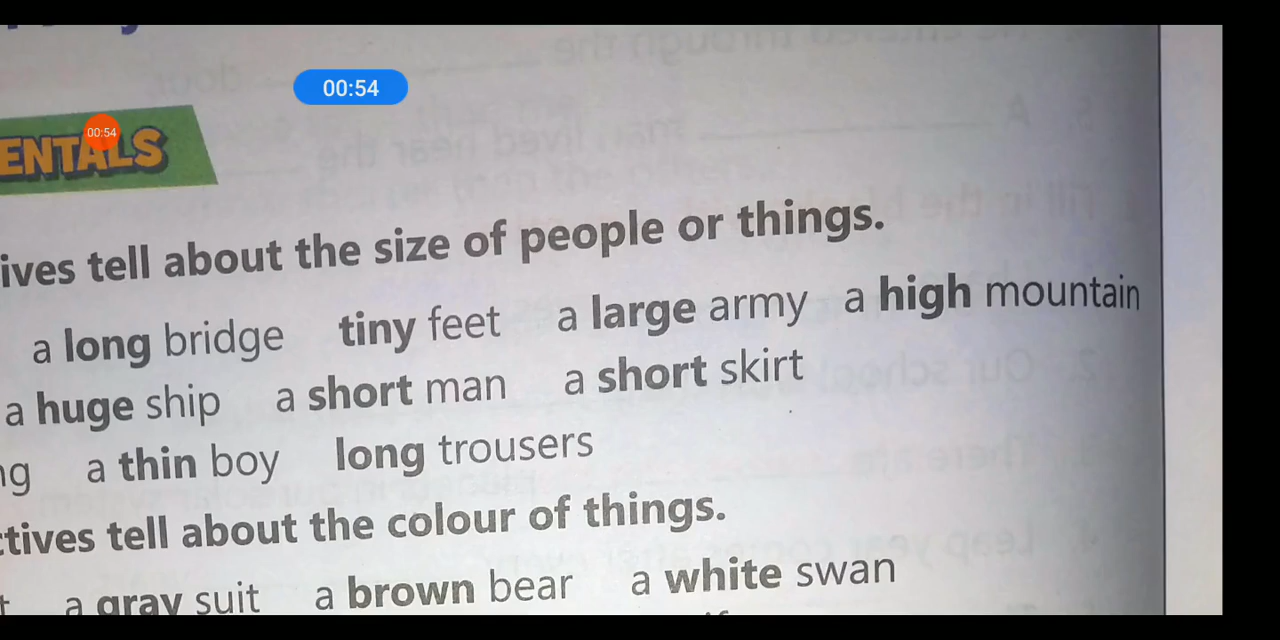 00:54
00:54
ENTALS
ives tell about the size of people or things.
a long bridge tiny feet a large army a high mountain
a huge ship a short man a short skirt
ng a thin boy long trousers
ctives tell about the colour of things.
a gray suit a brown bear a white swan